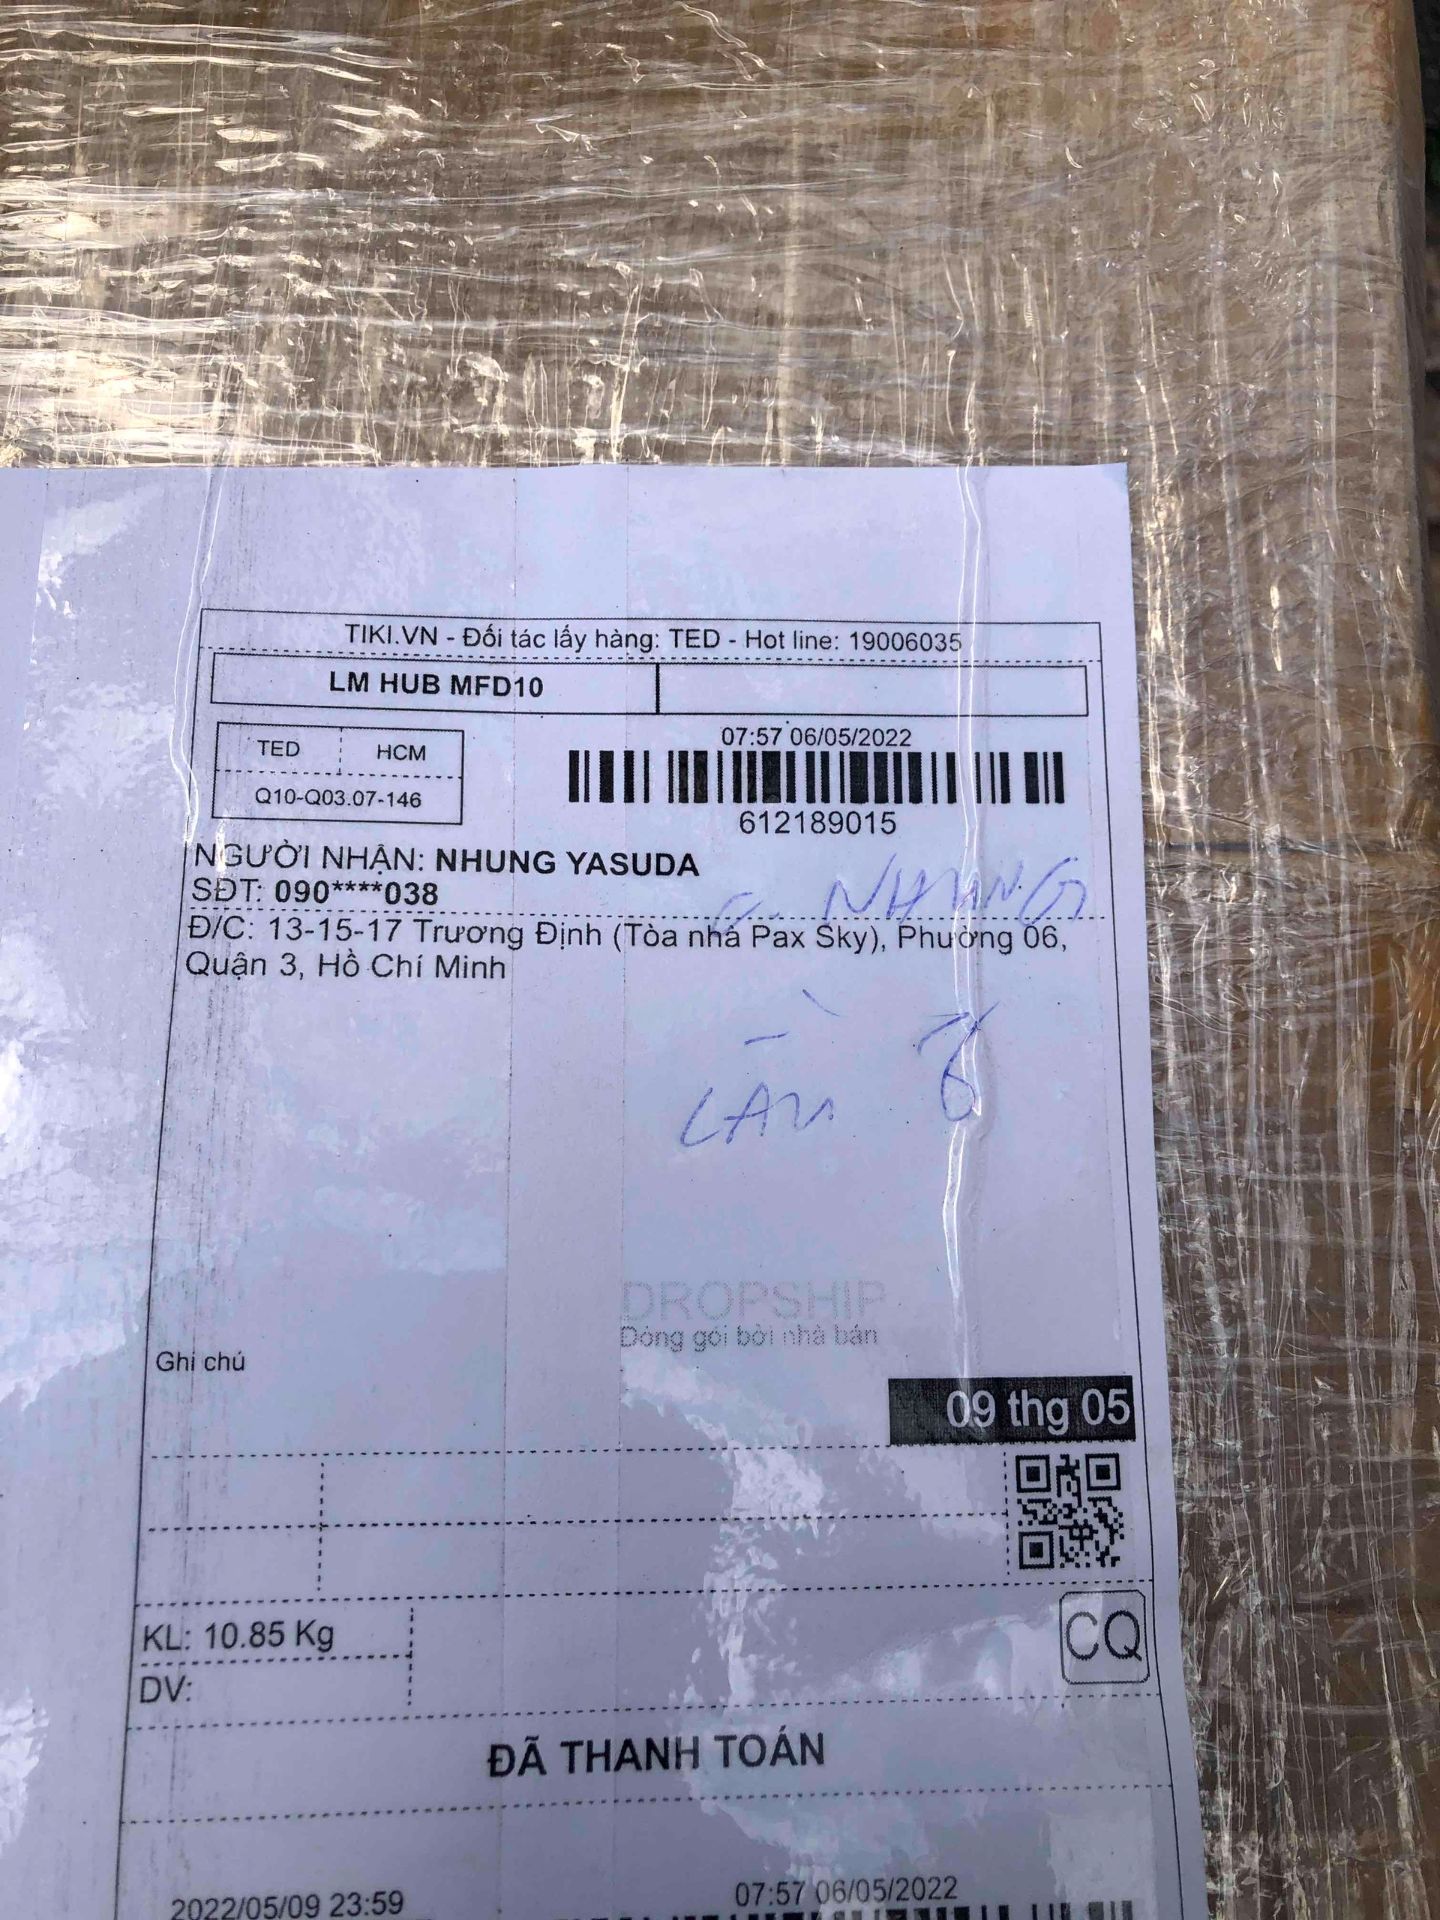 TIKI.VN - Đối tác lấy hàng: TED - Hot line: 19006035
LM HUB MFD10
TED HCM
Q10-Q03.07-146
07:57 06/05/2022
612189015
NGƯỜI NHẬN: NHUNG YASUDA
SĐT: 090****038
C. NHUNG
Đ/C: 13-15-17 Trương Định (Tòa nhà Pax Sky), Phường 06,
Quận 3, Hồ Chí Minh
LẦU 8
DROPSHIP
Đóng gói bởi nhà bán
Ghi chú
09 thg 05
KL: 10.85 Kg
CQ
DV:
ĐÃ THANH TOÁN
2022/05/09 23:59
07:57 06/05/2022